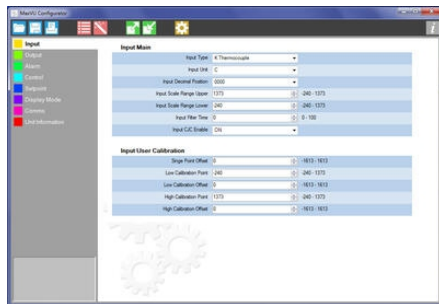 MaxVU Configurator
Input
Output
Alarm
Control
Setpoint
Display Mode
Comms
Unit Information
Input Main
Input Type K Thermocouple
Input Unit C
Input Decimal Position 0000
Input Scale Range Upper 1373 -240 - 1373
Input Scale Range Lower -240 -240 - 1373
Input Filter Time 0 0 - 100
Input CJC Enable ON
Input User Calibration
Singe Point Offset 0 -1613 - 1613
Low Calibration Point -240 -240 - 1373
Low Calibration Offset 0 -1613 - 1613
High Calibration Point 1373 -240 - 1373
High Calibration Offset 0 -1613 - 1613